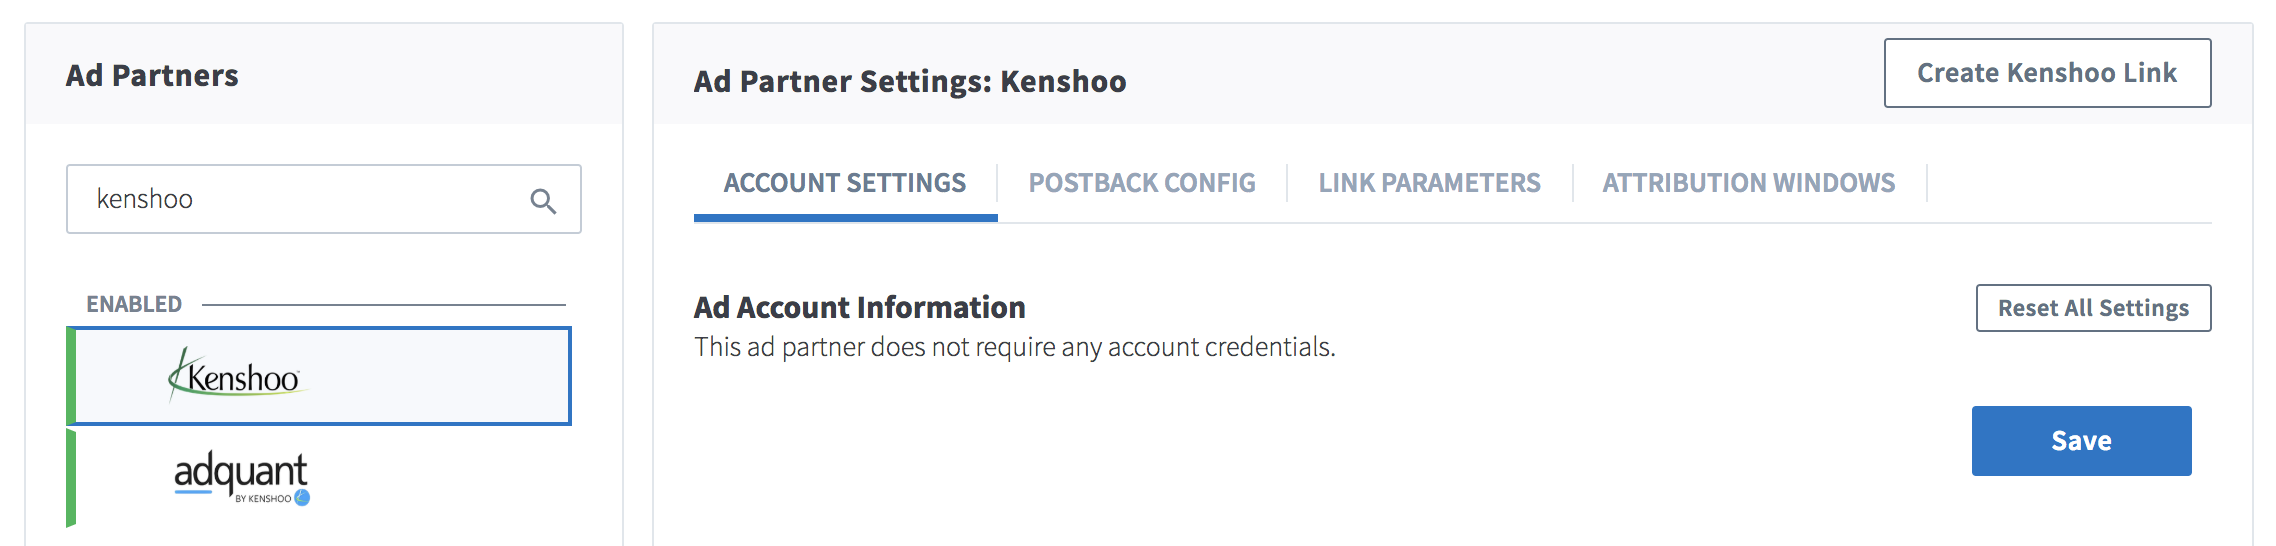 Ad Partners
kenshoo
ENABLED
Kenshoo
adquant
BY KENSHOO
Ad Partner Settings: Kenshoo
Create Kenshoo Link
ACCOUNT SETTINGS
POSTBACK CONFIG
LINK PARAMETERS
ATTRIBUTION WINDOWS
Ad Account Information
Reset All Settings
This ad partner does not require any account credentials.
Save